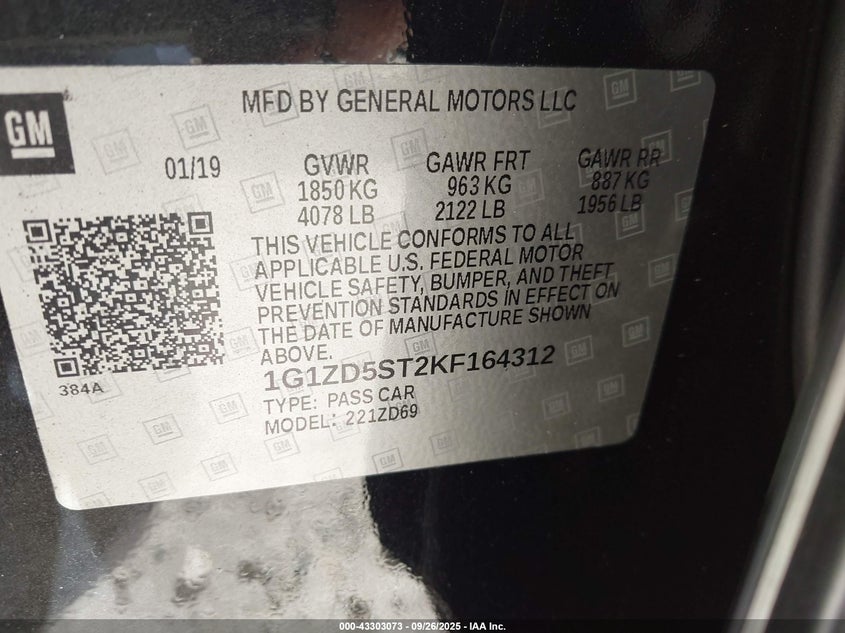 GM
MFD BY GENERAL MOTORS LLC
01/19
GVWR
1850 KG
4078 LB
GAWR FRT
963 KG
2122 LB
GAWR RR
887 KG
1956 LB
THIS VEHICLE CONFORMS TO ALL
APPLICABLE U.S. FEDERAL MOTOR
VEHICLE SAFETY, BUMPER, AND THEFT
PREVENTION STANDARDS IN EFFECT ON
THE DATE OF MANUFACTURE SHOWN
ABOVE.
1G1ZD5ST2KF164312
TYPE: PASS CAR
MODEL: 221ZD69
384A
000-43303073 - 09/26/2025 - IAA Inc.